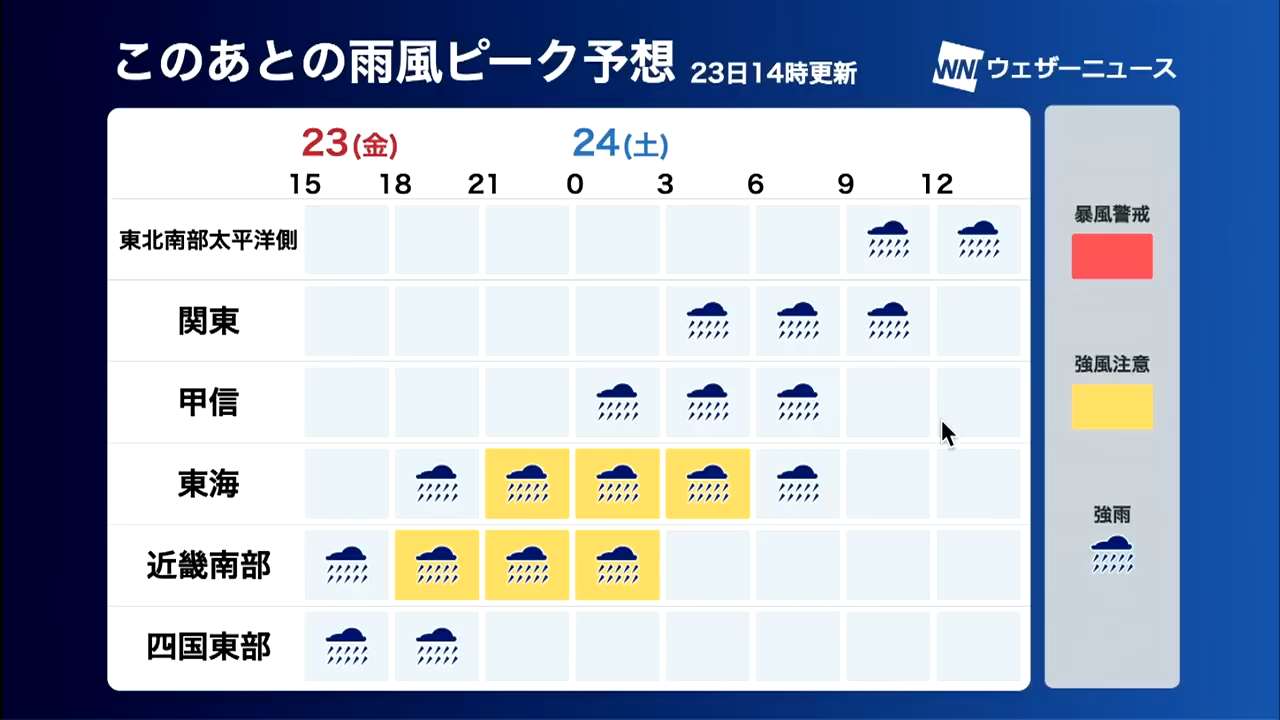 このあとの雨風ピーク予想 23日14時更新
WN ウェザーニュース
23(金) 24(土)
15 18 21 0 3 6 9 12
東北南部太平洋側
関東
甲信
東海
近畿南部
四国東部
暴風警戒
強風注意
強雨